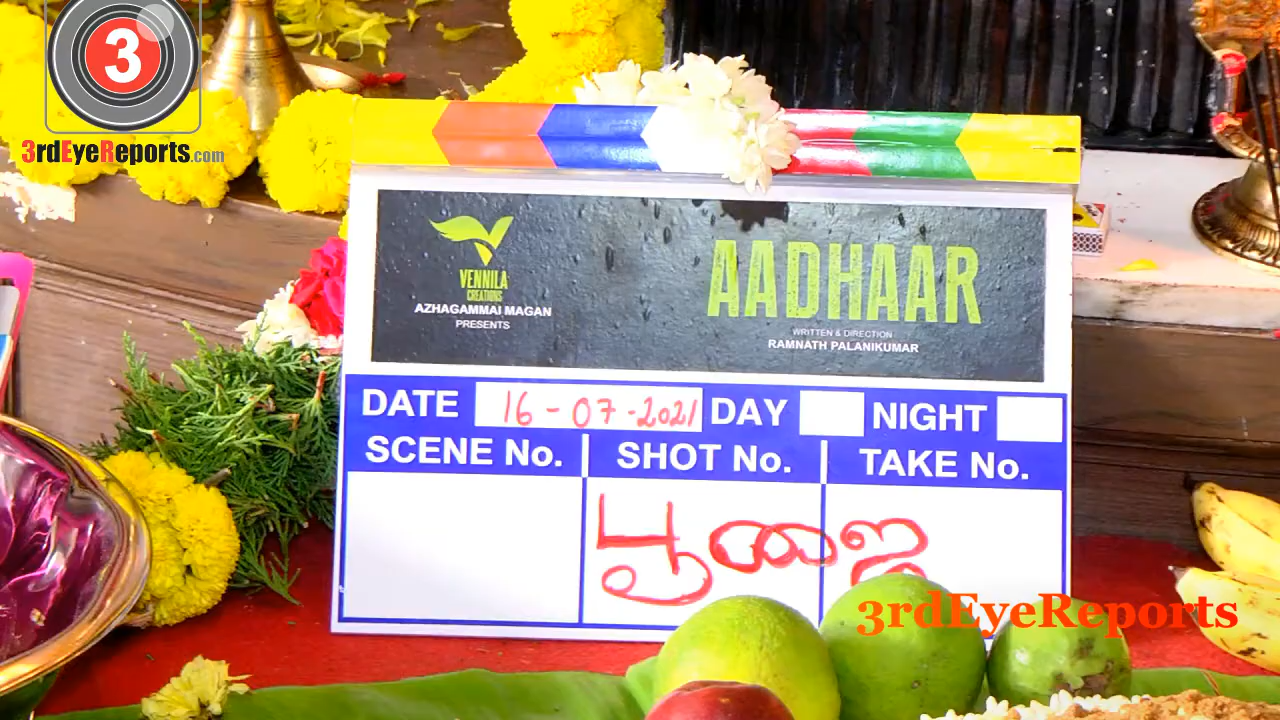 3
3rdEyeReports.com
VENNILA
CREATIONS
AZHAGAMMAI MAGAN
PRESENTS
AADHAAR
WRITTEN & DIRECTION
RAMNATH PALANIKUMAR
DATE 16-07-2021 DAY NIGHT
SCENE No. SHOT No. TAKE No.
பூஜை
3rdEyeReports